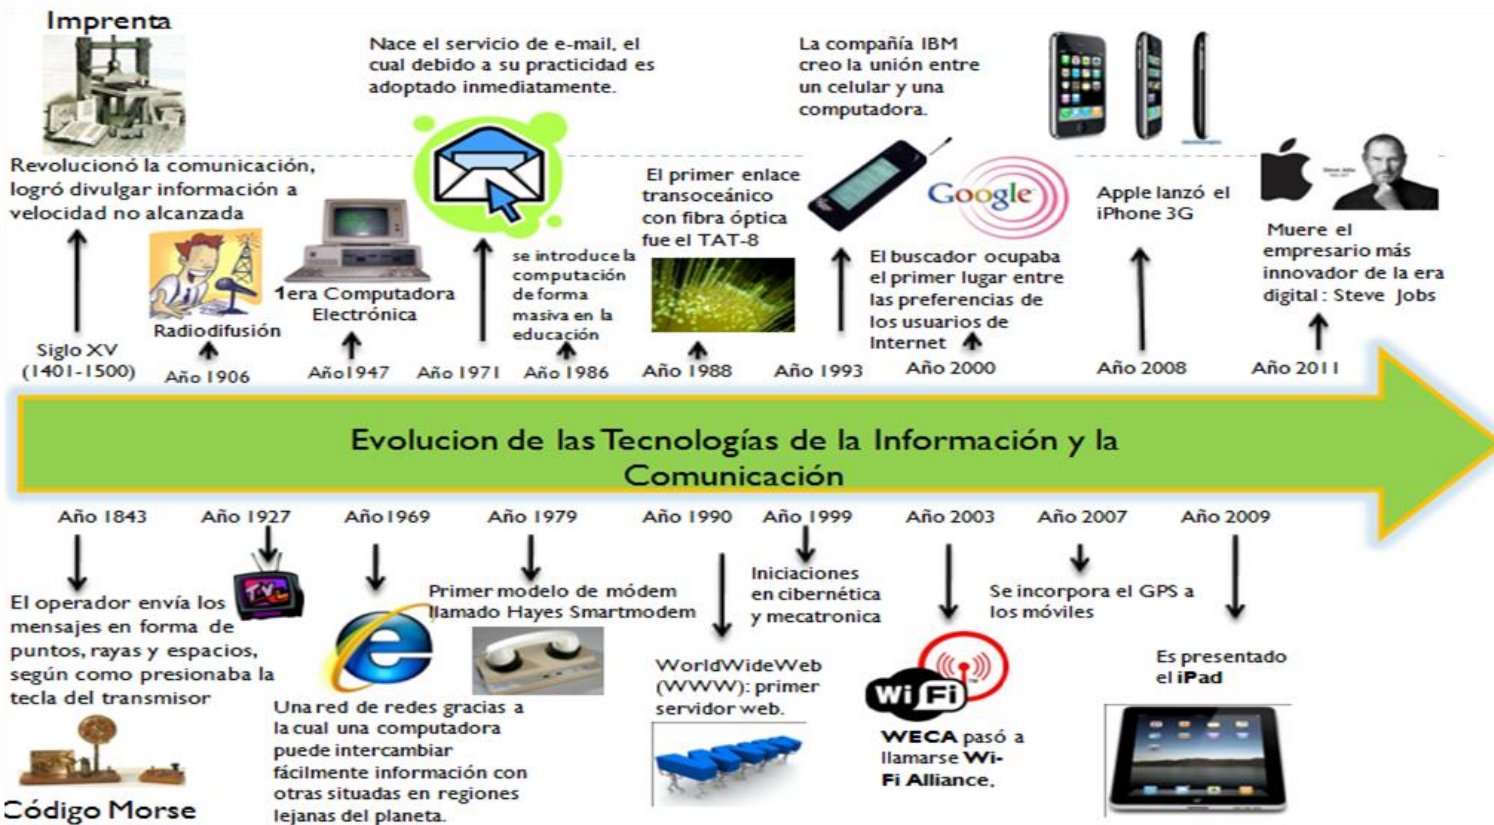 Imprenta
Revolucionó la comunicación,
logró divulgar información a
velocidad no alcanzada
Siglo XV
(1401-1500)
Radiodifusión
Año 1906
1era Computadora
Electrónica
Año1947
Nace el servicio de e-mail, el
cual debido a su practicidad es
adoptado inmediatamente.
Año 1971
se introduce la
computación
de forma
masiva en la
educación
Año 1986
El primer enlace
transoceánico
con fibra óptica
fue el TAT-8
Año 1988
La compañía IBM
creo la unión entre
un celular y una
computadora.
Año 1993
Google
El buscador ocupaba
el primer lugar entre
las preferencias de
los usuarios de
Internet
Año 2000
Apple lanzó el
iPhone 3G
Año 2008
Muere el
empresario más
innovador de la era
digital : Steve Jobs
Año 2011
Evolucion de las Tecnologías de la Información y la
Comunicación
Año 1843
El operador envía los
mensajes en forma de
puntos, rayas y espacios,
según como presionaba la
tecla del transmisor
Código Morse
Año 1927
TV
Año1969
Una red de redes gracias a
la cual una computadora
puede intercambiar
fácilmente información con
otras situadas en regiones
lejanas del planeta.
Año 1979
Primer modelo de módem
llamado Hayes Smartmodem
Año 1990
WorldWideWeb
(WWW): primer
servidor web.
WWW
Año 1999
Iniciaciones
en cibernética
y mecatronica
Año 2003
Wi Fi
WECA pasó a
llamarse Wi-
Fi Alliance.
Año 2007
Se incorpora el GPS a
los móviles
Año 2009
Es presentado
el iPad